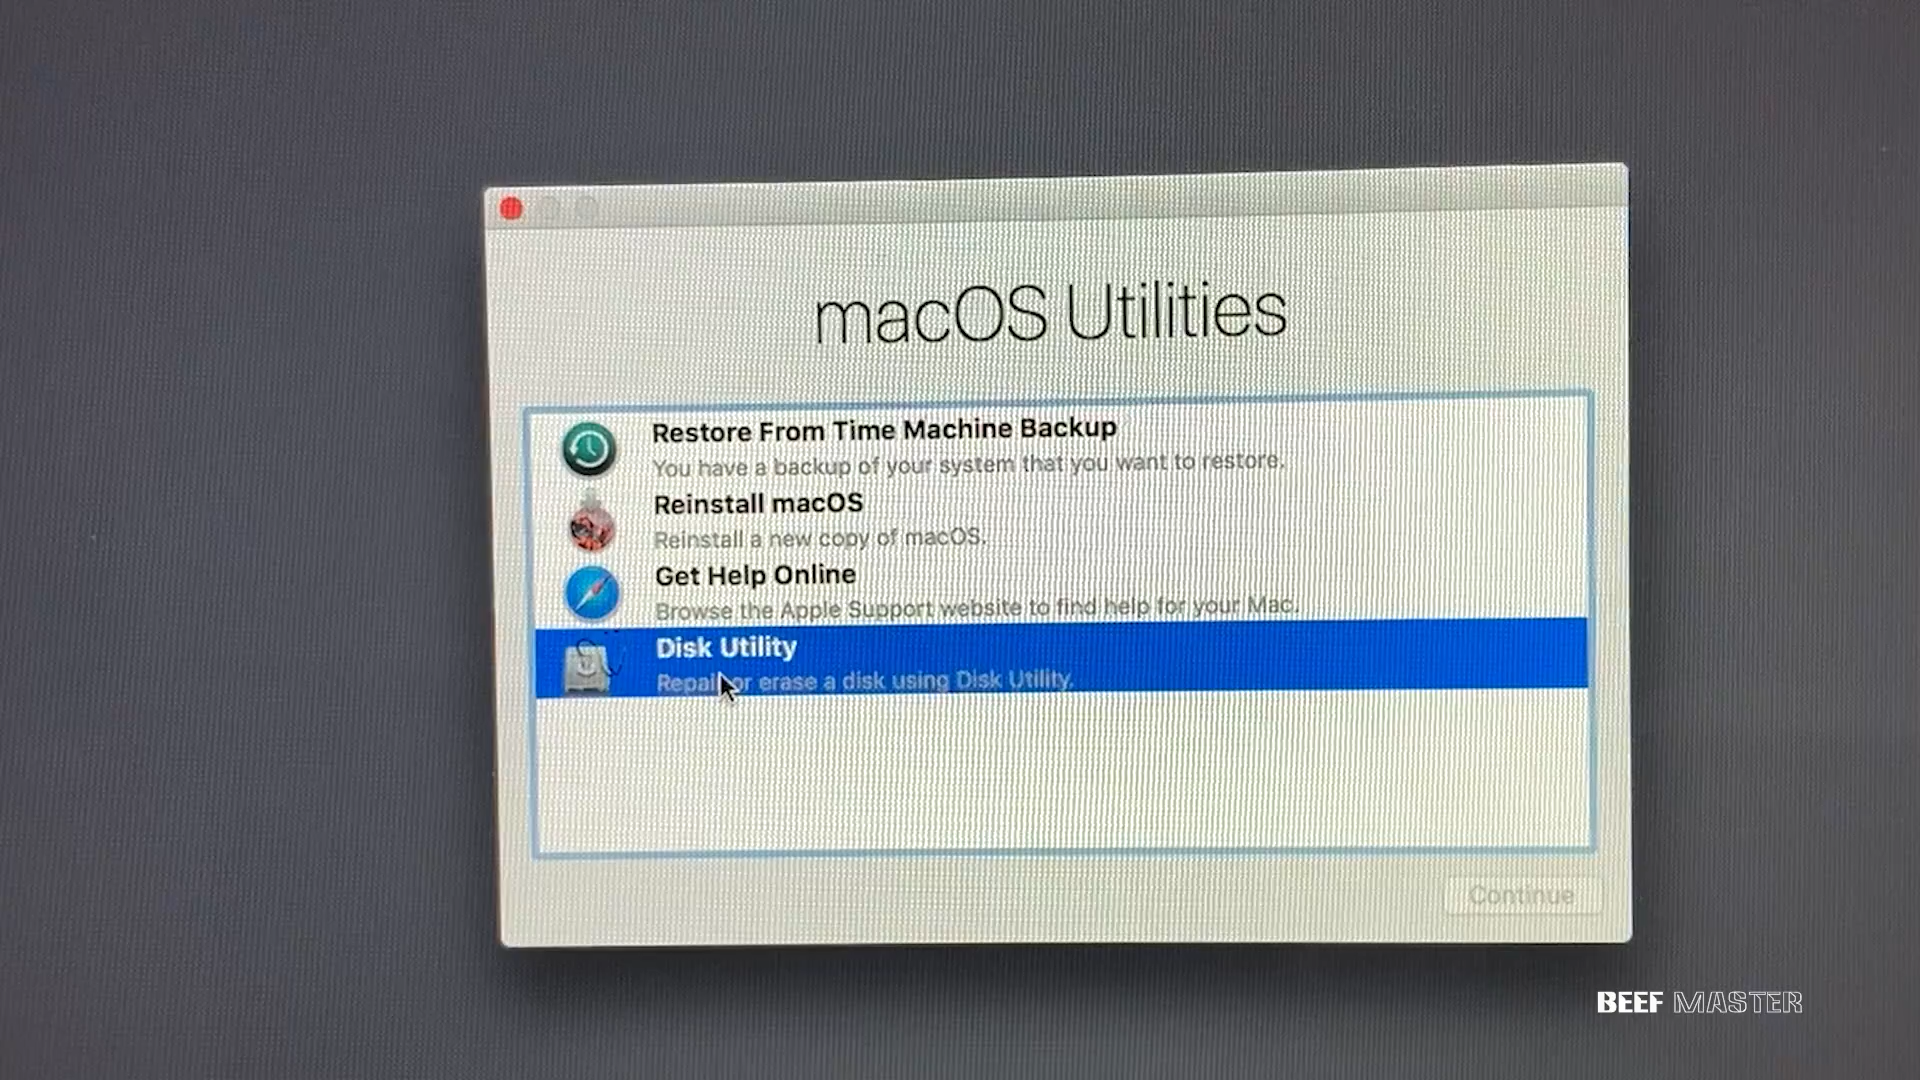 macOS Utilities
Restore From Time Machine Backup
You have a backup of your system that you want to restore.
Reinstall macOS
Reinstall a new copy of macOS.
Get Help Online
Browse the Apple Support website to find help for your Mac.
Disk Utility
Repair or erase a disk using Disk Utility.
Continue
BEEF MASTER